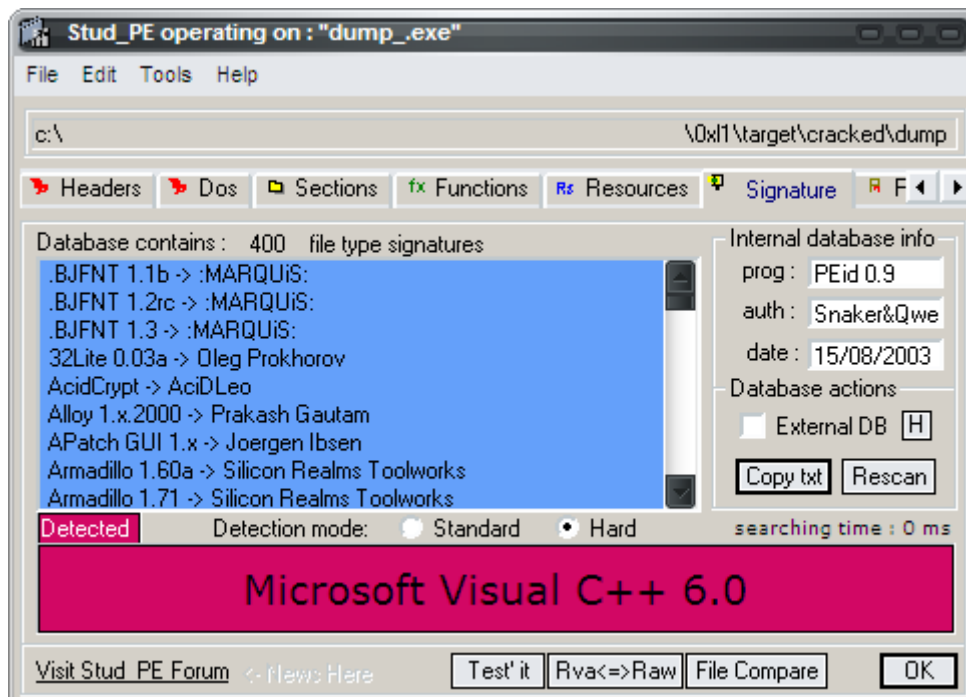 Stud_PE operating on : "dump_.exe"
File Edit Tools Help
c:\ \0xl1\target\cracked\dump
Headers Dos Sections fx Functions Rs Resources Signature F
Database contains : 400 file type signatures
.BJFNT 1.1b -> :MARQUiS:
.BJFNT 1.2rc -> :MARQUiS:
.BJFNT 1.3 -> :MARQUiS:
32Lite 0.03a -> Oleg Prokhorov
AcidCrypt -> AciDLeo
Alloy 1.x.2000 -> Prakash Gautam
APatch GUI 1.x -> Joergen Ibsen
Armadillo 1.60a -> Silicon Realms Toolworks
Armadillo 1.71 -> Silicon Realms Toolworks
Internal database info
prog : PEid 0.9
auth : Snaker&Qwe
date : 15/08/2003
Database actions
External DB H
Copy txt Rescan
Detected Detection mode: Standard Hard searching time : 0 ms
Microsoft Visual C++ 6.0
Visit Stud_PE Forum <- News Here Test' it Rva<=>Raw File Compare OK